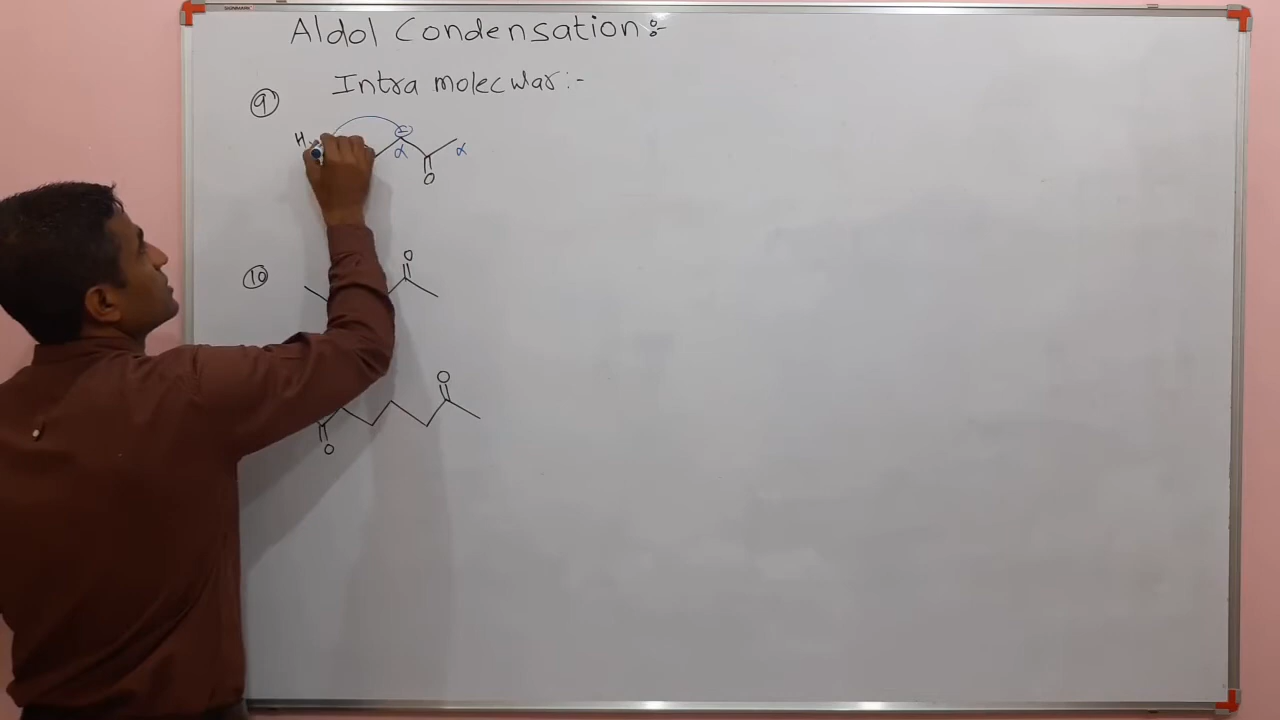 Aldol Condensation:-
Intra molecular:-
9
H
⊖
α
α
O
10
O
O
O